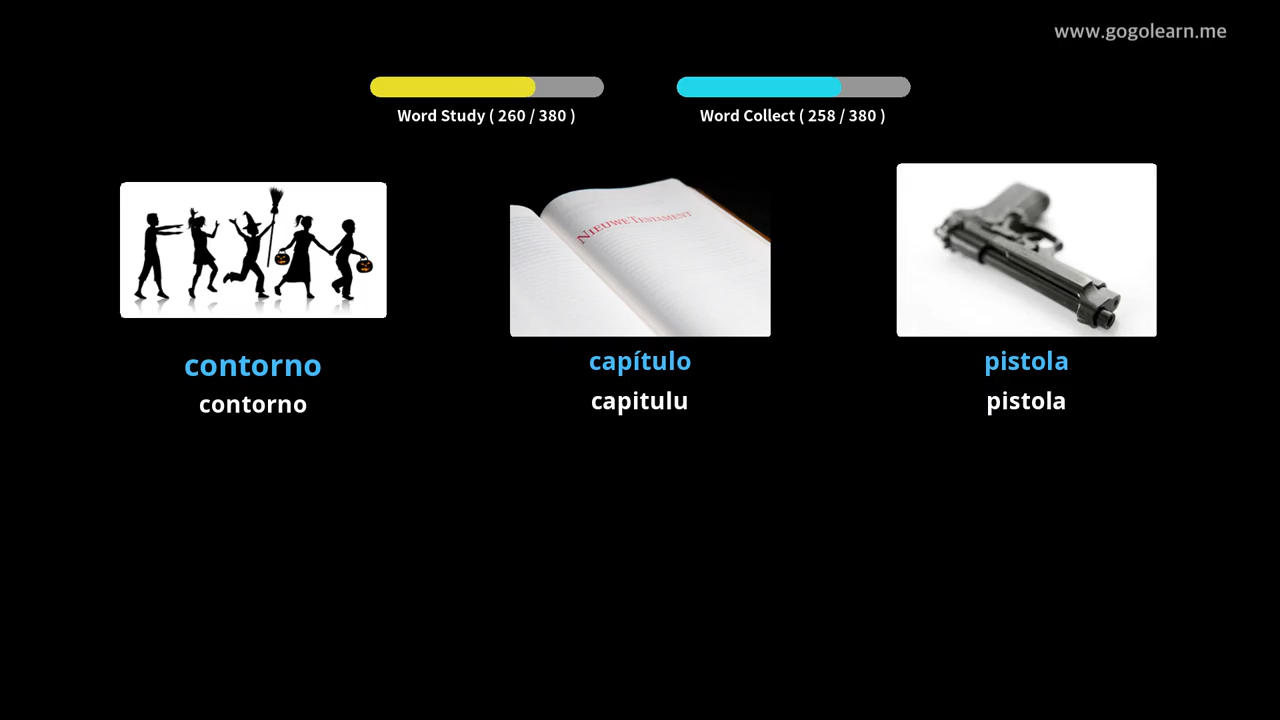 www.gogolearn.me
Word Study ( 260 / 380 )
Word Collect ( 258 / 380 )
NIEUWE TESTAMENT
contorno
contorno
capítulo
capitulu
pistola
pistola